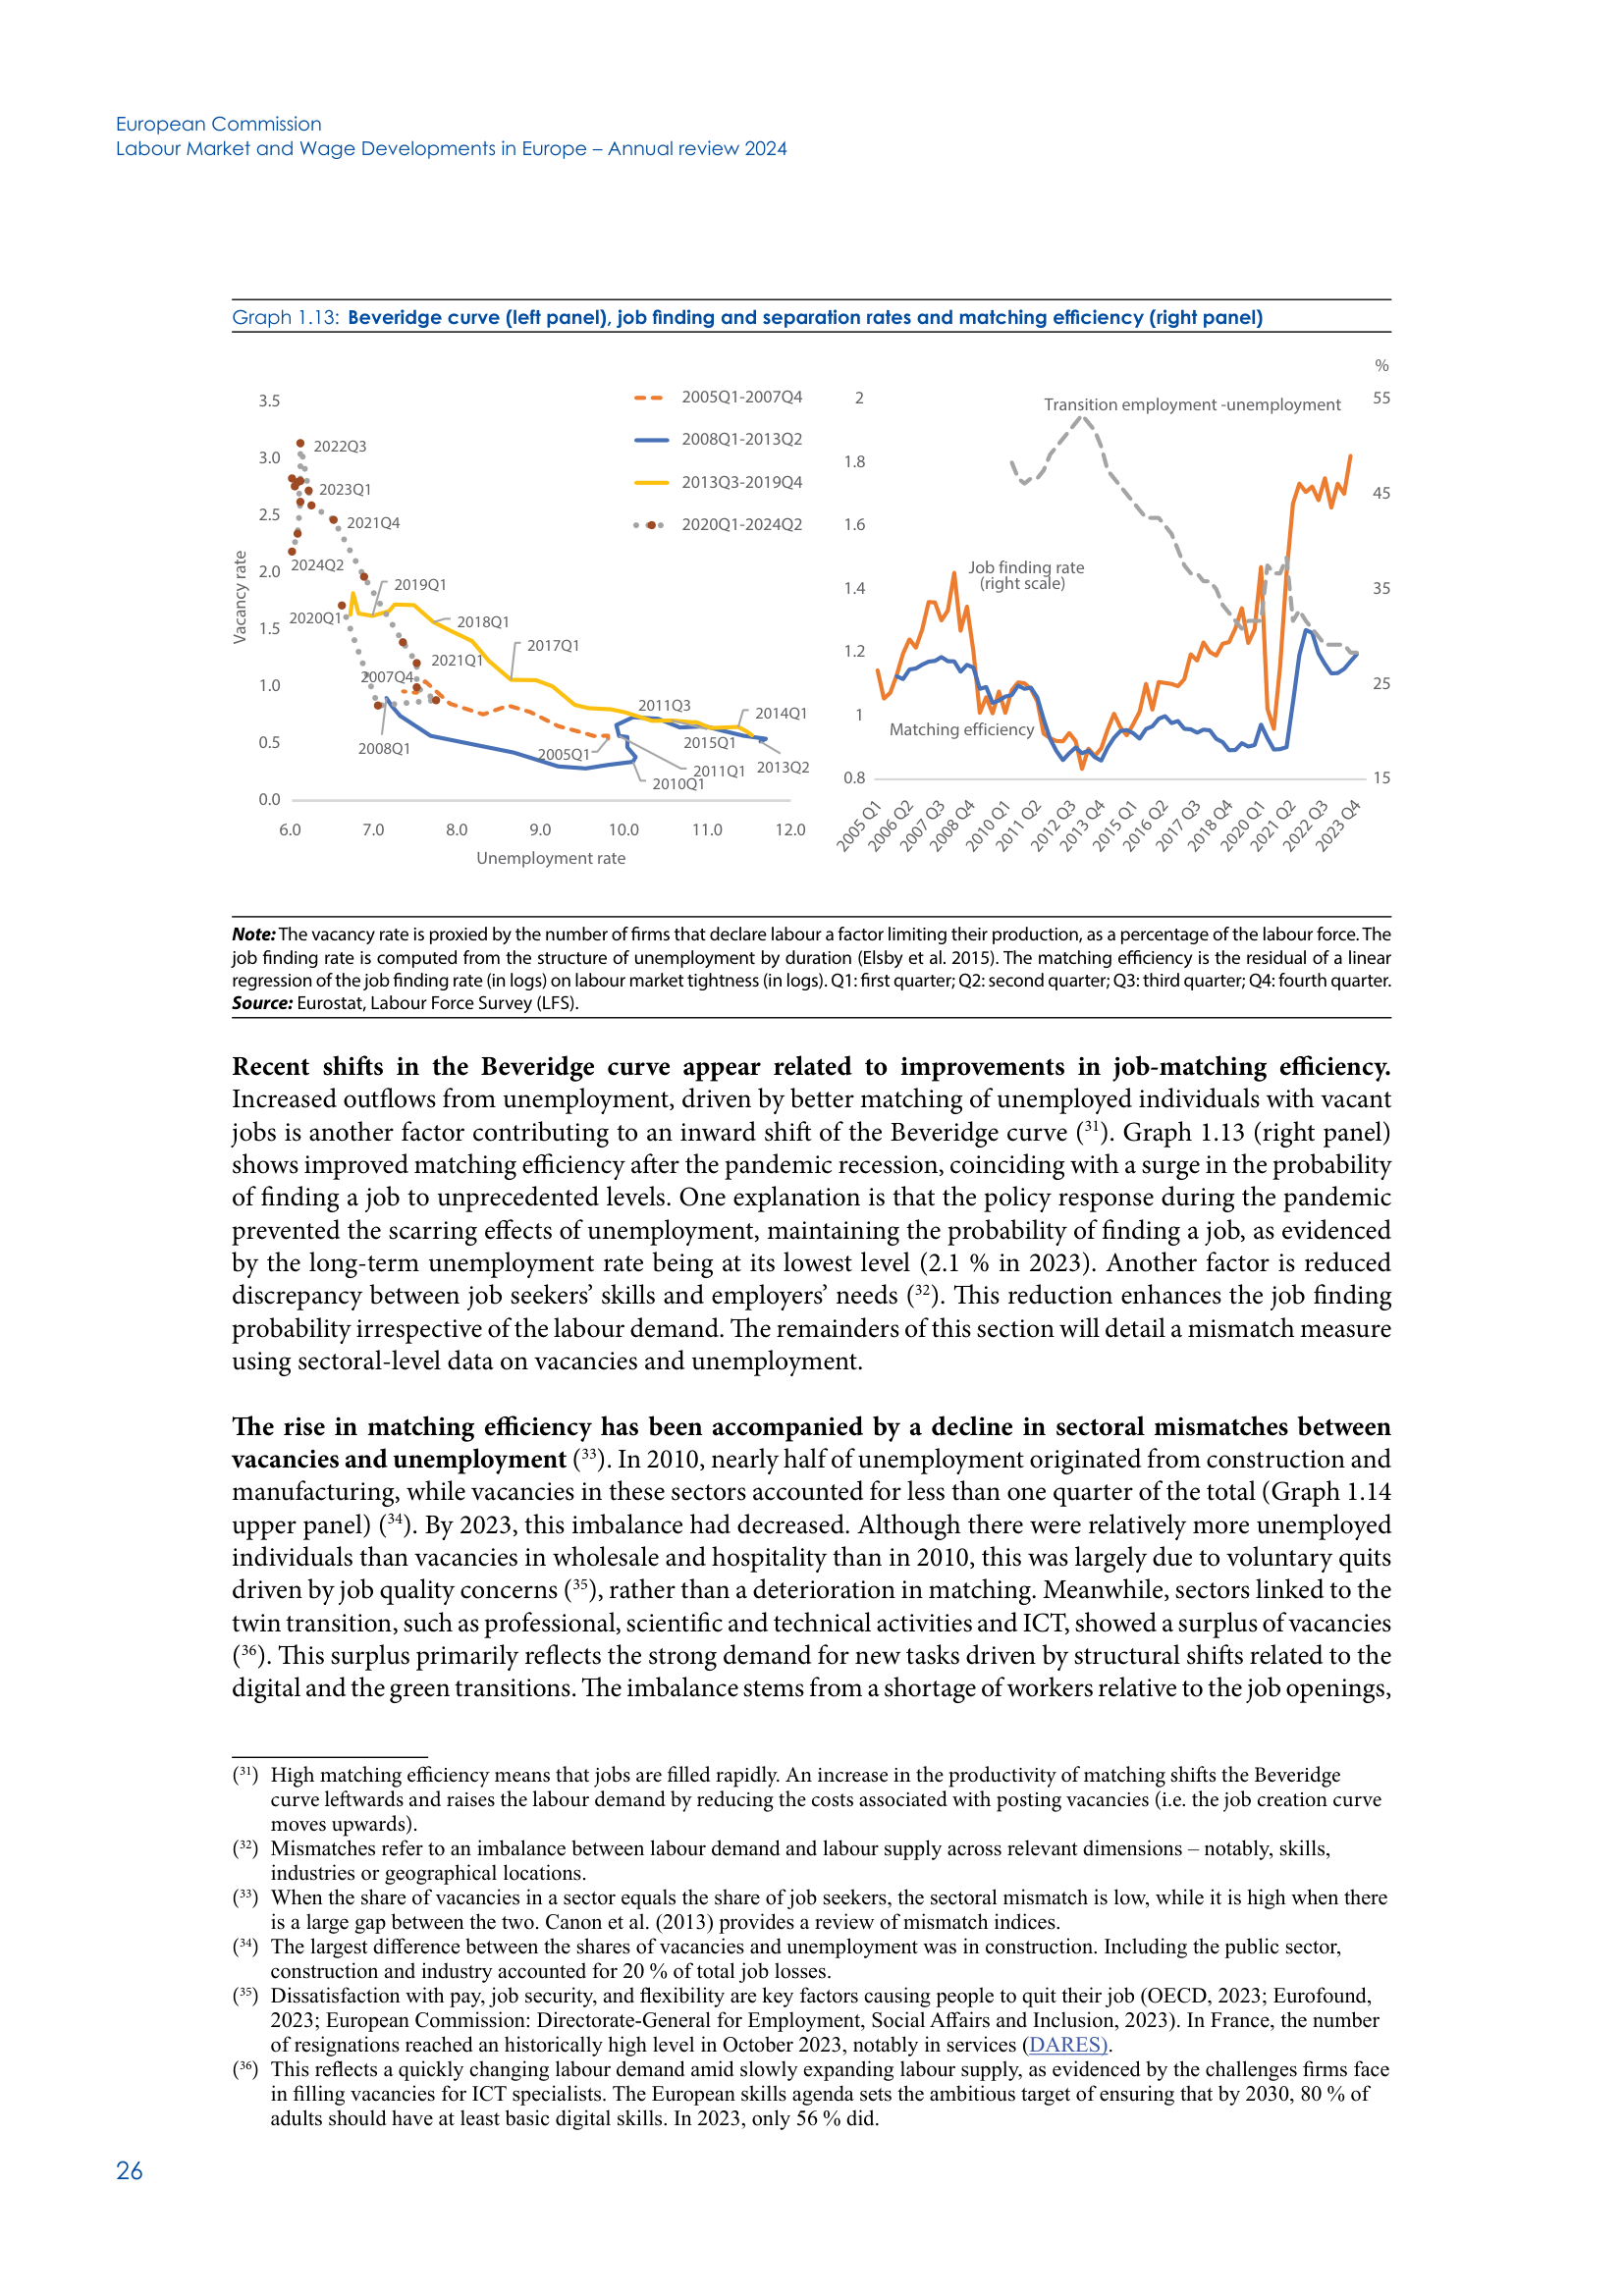 European Commission
Labour Market and Wage Developments in Europe – Annual review 2024
Graph 1.13: Beveridge curve (left panel), job finding and separation rates and matching efficiency (right panel)
3.5
3.0
2.5
2.0
1.5
1.0
0.5
0.0
Vacancy rate
6.0 7.0 8.0 9.0 10.0 11.0 12.0
Unemployment rate
2005Q1-2007Q4
2008Q1-2013Q2
2013Q3-2019Q4
2020Q1-2024Q2
2022Q3
2023Q1
2021Q4
2024Q2
2019Q1
2020Q1
2018Q1
2017Q1
2021Q1
2007Q4
2011Q3
2014Q1
2008Q1
2005Q1
2015Q1
2011Q1
2013Q2
2010Q1
%
2
1.8
1.6
1.4
1.2
1
0.8
55
45
35
25
15
Transition employment -unemployment
Job finding rate
(right scale)
Matching efficiency
2005 Q1
2006 Q2
2007 Q3
2008 Q4
2010 Q1
2011 Q2
2012 Q3
2013 Q4
2015 Q1
2016 Q2
2017 Q3
2018 Q4
2020 Q1
2021 Q2
2022 Q3
2023 Q4
Note: The vacancy rate is proxied by the number of firms that declare labour a factor limiting their production, as a percentage of the labour force. The
job finding rate is computed from the structure of unemployment by duration (Elsby et al. 2015). The matching efficiency is the residual of a linear
regression of the job finding rate (in logs) on labour market tightness (in logs). Q1: first quarter; Q2: second quarter; Q3: third quarter; Q4: fourth quarter.
Source: Eurostat, Labour Force Survey (LFS).
Recent shifts in the Beveridge curve appear related to improvements in job-matching efficiency.
Increased outflows from unemployment, driven by better matching of unemployed individuals with vacant
jobs is another factor contributing to an inward shift of the Beveridge curve (31). Graph 1.13 (right panel)
shows improved matching efficiency after the pandemic recession, coinciding with a surge in the probability
of finding a job to unprecedented levels. One explanation is that the policy response during the pandemic
prevented the scarring effects of unemployment, maintaining the probability of finding a job, as evidenced
by the long-term unemployment rate being at its lowest level (2.1 % in 2023). Another factor is reduced
discrepancy between job seekers' skills and employers' needs (32). This reduction enhances the job finding
probability irrespective of the labour demand. The remainders of this section will detail a mismatch measure
using sectoral-level data on vacancies and unemployment.
The rise in matching efficiency has been accompanied by a decline in sectoral mismatches between
vacancies and unemployment (33). In 2010, nearly half of unemployment originated from construction and
manufacturing, while vacancies in these sectors accounted for less than one quarter of the total (Graph 1.14
upper panel) (34). By 2023, this imbalance had decreased. Although there were relatively more unemployed
individuals than vacancies in wholesale and hospitality than in 2010, this was largely due to voluntary quits
driven by job quality concerns (35), rather than a deterioration in matching. Meanwhile, sectors linked to the
twin transition, such as professional, scientific and technical activities and ICT, showed a surplus of vacancies
(36). This surplus primarily reflects the strong demand for new tasks driven by structural shifts related to the
digital and the green transitions. The imbalance stems from a shortage of workers relative to the job openings,
(31) High matching efficiency means that jobs are filled rapidly. An increase in the productivity of matching shifts the Beveridge
curve leftwards and raises the labour demand by reducing the costs associated with posting vacancies (i.e. the job creation curve
moves upwards).
(32) Mismatches refer to an imbalance between labour demand and labour supply across relevant dimensions – notably, skills,
industries or geographical locations.
(33) When the share of vacancies in a sector equals the share of job seekers, the sectoral mismatch is low, while it is high when there
is a large gap between the two. Canon et al. (2013) provides a review of mismatch indices.
(34) The largest difference between the shares of vacancies and unemployment was in construction. Including the public sector,
construction and industry accounted for 20 % of total job losses.
(35) Dissatisfaction with pay, job security, and flexibility are key factors causing people to quit their job (OECD, 2023; Eurofound,
2023; European Commission: Directorate-General for Employment, Social Affairs and Inclusion, 2023). In France, the number
of resignations reached an historically high level in October 2023, notably in services (DARES).
(36) This reflects a quickly changing labour demand amid slowly expanding labour supply, as evidenced by the challenges firms face
in filling vacancies for ICT specialists. The European skills agenda sets the ambitious target of ensuring that by 2030, 80 % of
adults should have at least basic digital skills. In 2023, only 56 % did.
26